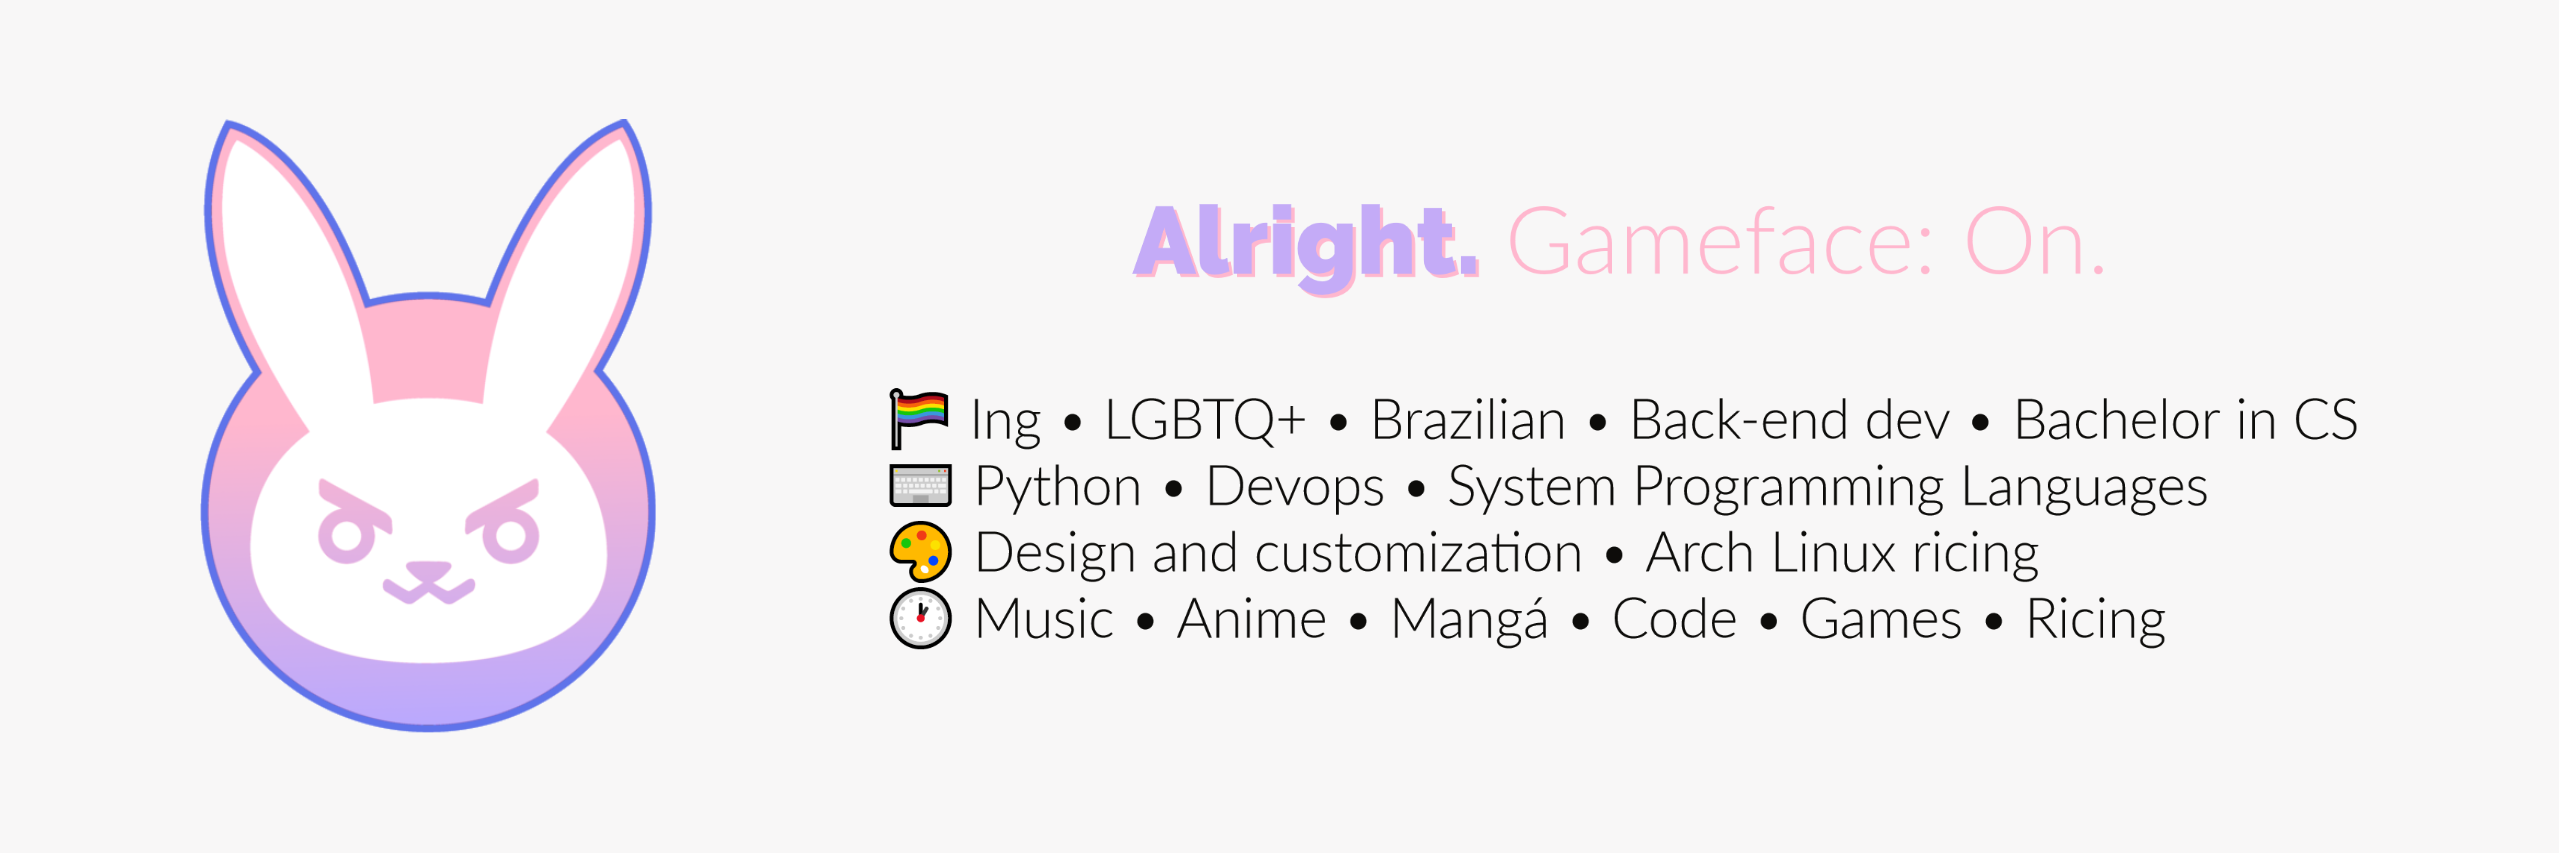 Alright. Gameface: On.
Ing • LGBTQ+ • Brazilian • Back-end dev • Bachelor in CS
Python • Devops • System Programming Languages
Design and customization • Arch Linux ricing
Music • Anime • Mangá • Code • Games • Ricing